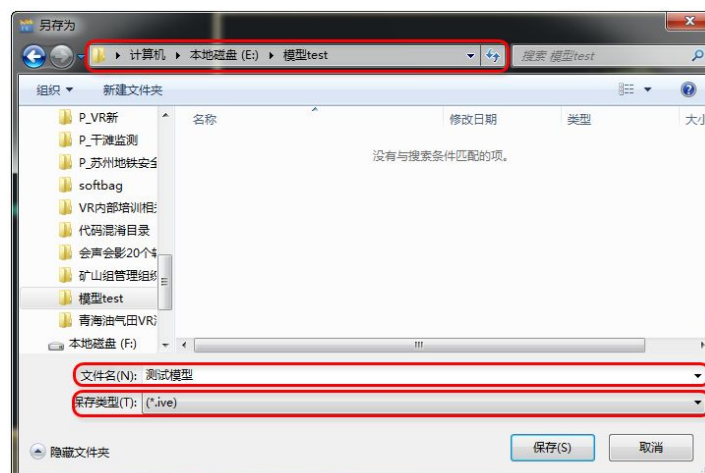 另存为
计算机 本地磁盘 (E:) 模型test
搜索 模型test
组织 新建文件夹
名称 修改日期 类型 大小
没有与搜索条件匹配的项。
P_VR新
P_干滩监测
P_苏州地铁安全
softbag
VR内部培训相
代码混淆目录
会声会影20个
矿山组管理组织
模型test
青海油气田VR
本地磁盘 (F:)
文件名(N): 测试模型
保存类型(T): (*.ive)
隐藏文件夹
保存(S) 取消